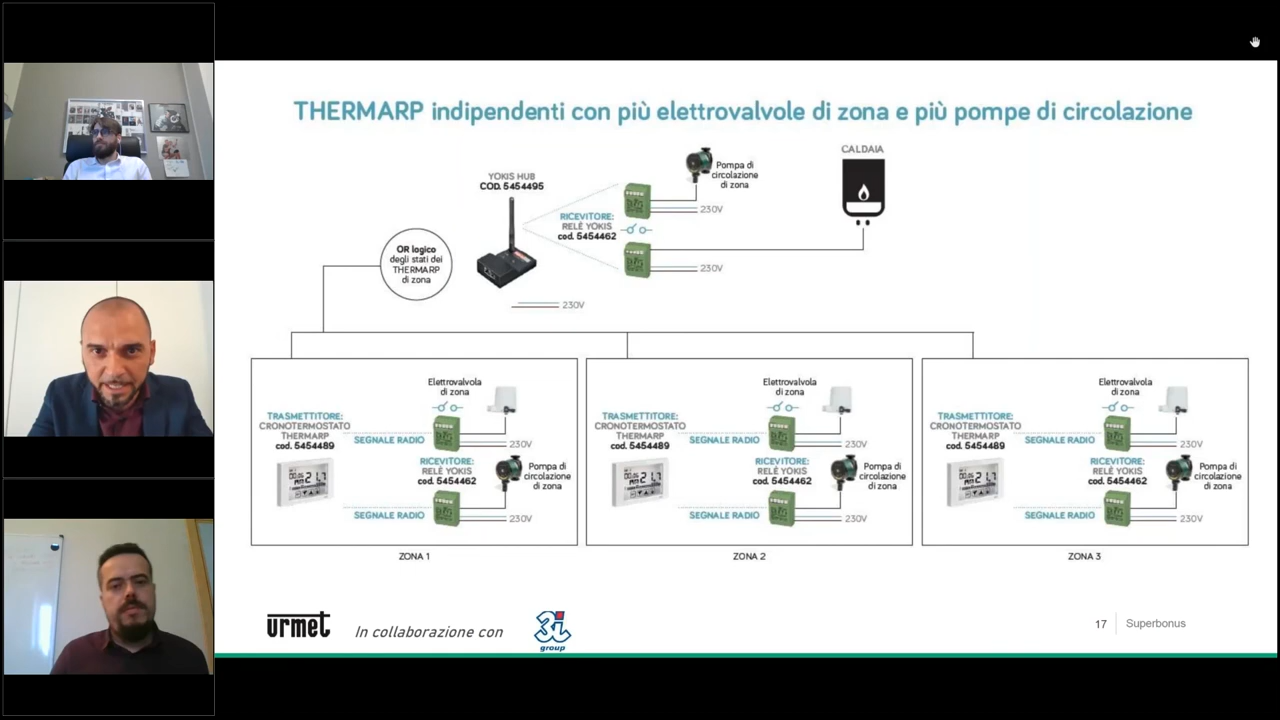 THERMARP indipendenti con più elettrovalvole di zona e più pompe di circolazione
CALDAIA
Pompa di
circolazione
di zona
YOKIS HUB
COD. 5454495
230V
RICEVITORE:
RELÈ YOKIS
cod. 5454462
OR logico
degli stati dei
THERMARP
di zona
230V
230V
Elettrovalvola
di zona
TRASMETTITORE:
CRONOTERMOSTATO
THERMARP
cod. 5454489
SEGNALE RADIO
230V
RICEVITORE:
RELÈ YOKIS
cod. 5454462
Pompa di
circolazione
di zona
SEGNALE RADIO
230V
ZONA 1
Elettrovalvola
di zona
TRASMETTITORE:
CRONOTERMOSTATO
THERMARP
cod. 5454489
SEGNALE RADIO
230V
RICEVITORE:
RELÈ YOKIS
cod. 5454462
Pompa di
circolazione
di zona
SEGNALE RADIO
230V
ZONA 2
Elettrovalvola
di zona
TRASMETTITORE:
CRONOTERMOSTATO
THERMARP
cod. 5454489
SEGNALE RADIO
230V
RICEVITORE:
RELÈ YOKIS
cod. 5454462
Pompa di
circolazione
di zona
SEGNALE RADIO
230V
ZONA 3
urmet
In collaborazione con
3i
group
17
Superbonus